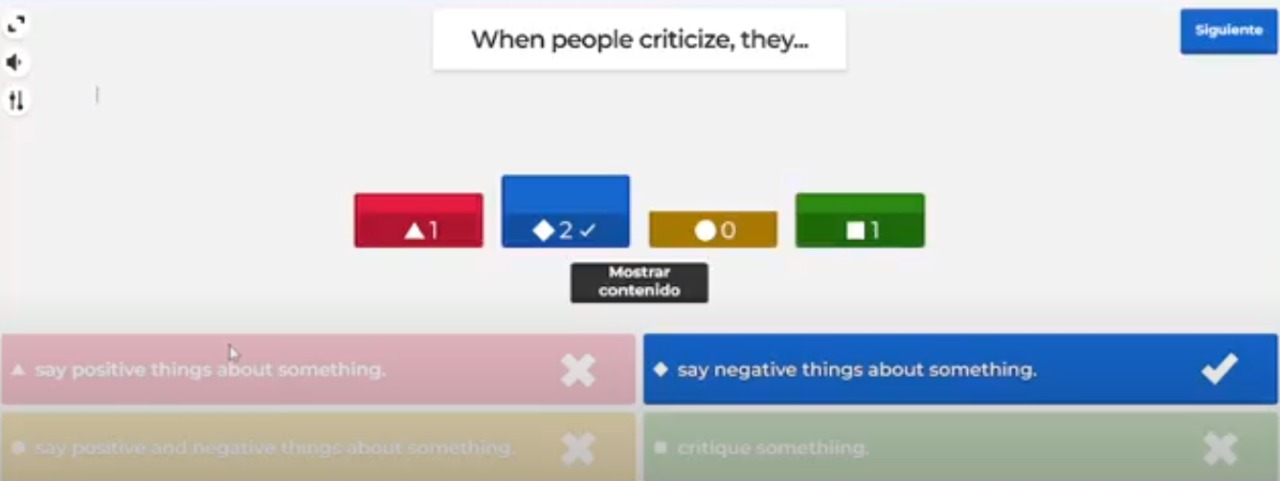 When people criticize, they...
Siguiente
1
2
0
1
Mostrar
contenido
say positive things about something.
say negative things about something.
say positive and negative things about something.
critique somethiing.